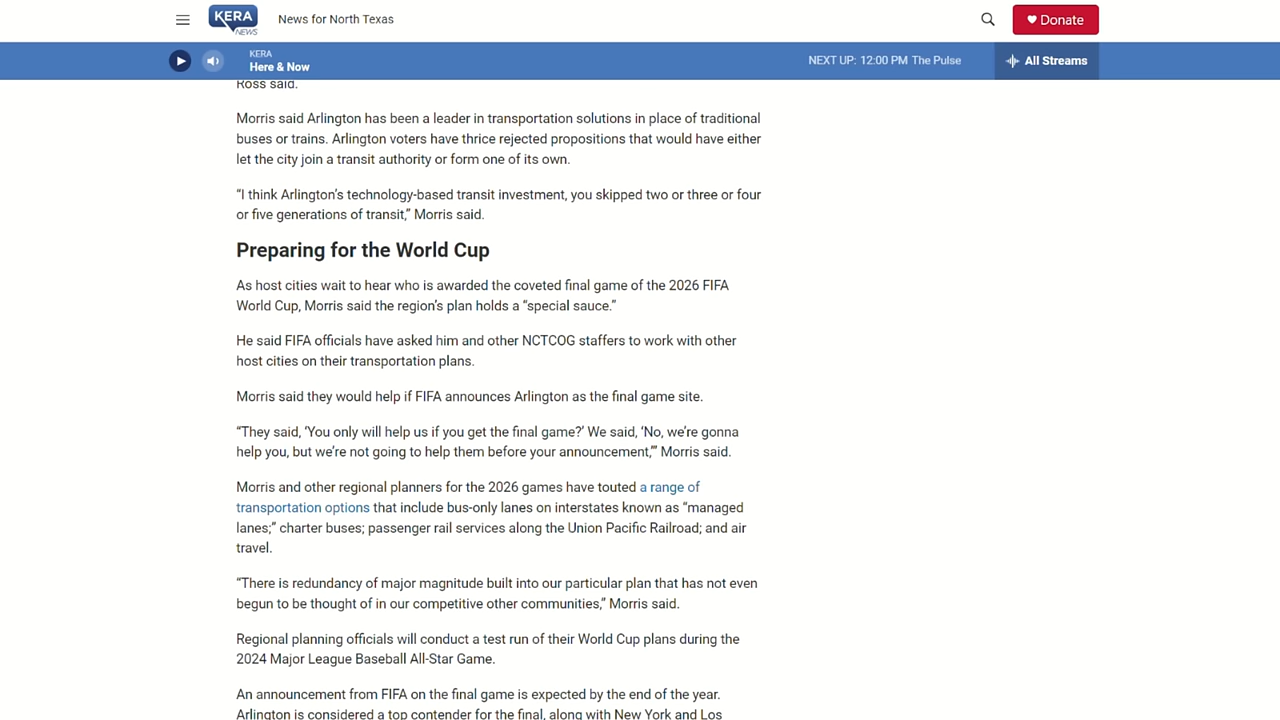 KERA
NEWS
News for North Texas
Donate
KERA
Here & Now
NEXT UP: 12:00 PM The Pulse
All Streams
Ross said.
Morris said Arlington has been a leader in transportation solutions in place of traditional
buses or trains. Arlington voters have thrice rejected propositions that would have either
let the city join a transit authority or form one of its own.
“I think Arlington’s technology-based transit investment, you skipped two or three or four
or five generations of transit,” Morris said.
Preparing for the World Cup
As host cities wait to hear who is awarded the coveted final game of the 2026 FIFA
World Cup, Morris said the region’s plan holds a “special sauce.”
He said FIFA officials have asked him and other NCTCOG staffers to work with other
host cities on their transportation plans.
Morris said they would help if FIFA announces Arlington as the final game site.
“They said, ‘You only will help us if you get the final game?’ We said, ‘No, we’re gonna
help you, but we’re not going to help them before your announcement,’” Morris said.
Morris and other regional planners for the 2026 games have touted a range of
transportation options that include bus-only lanes on interstates known as “managed
lanes;” charter buses; passenger rail services along the Union Pacific Railroad; and air
travel.
“There is redundancy of major magnitude built into our particular plan that has not even
begun to be thought of in our competitive other communities,” Morris said.
Regional planning officials will conduct a test run of their World Cup plans during the
2024 Major League Baseball All-Star Game.
An announcement from FIFA on the final game is expected by the end of the year.
Arlington is considered a top contender for the final, along with New York and Los